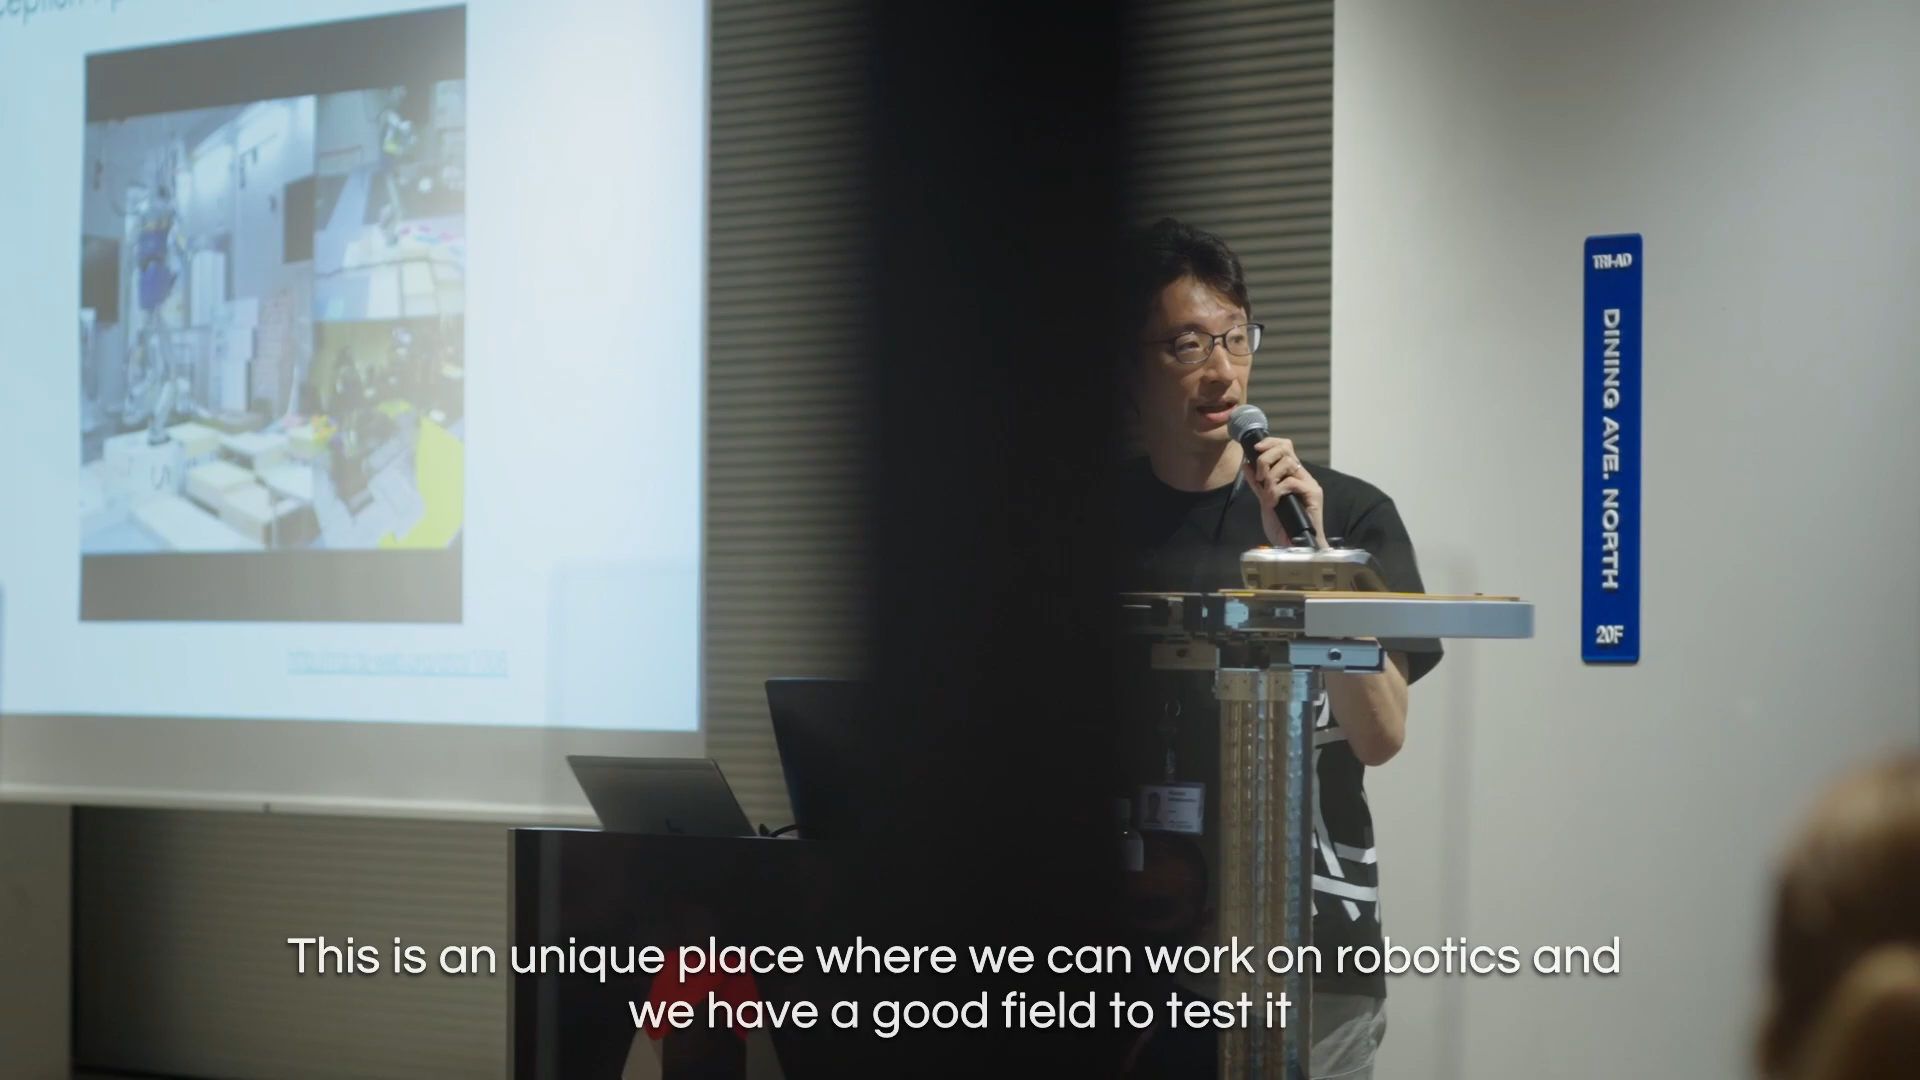 TRI-AD
DINING AVE. NORTH
20F
This is an unique place where we can work on robotics and
we have a good field to test it